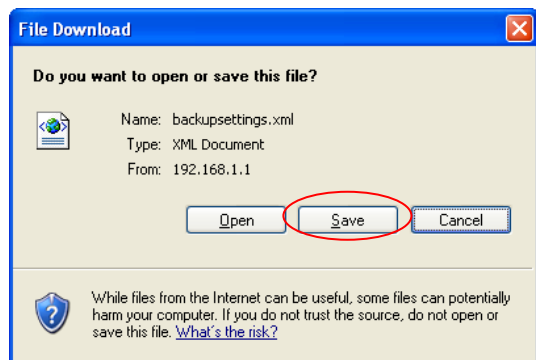 File Download
Do you want to open or save this file?
Name: backupsettings.xml
Type: XML Document
From: 192.168.1.1
Open Save Cancel
While files from the Internet can be useful, some files can potentially
harm your computer. If you do not trust the source, do not open or
save this file. What's the risk?